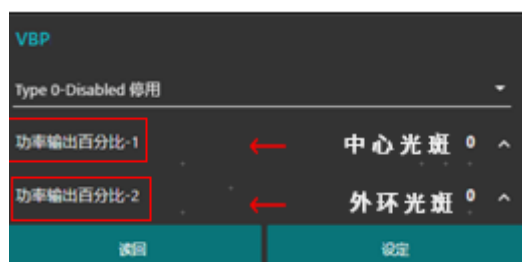 VBP
Type 0-Disabled 停用
功率输出百分比-1 ← 中心光斑 0
功率输出百分比-2 ← 外环光斑 0
读回 设定